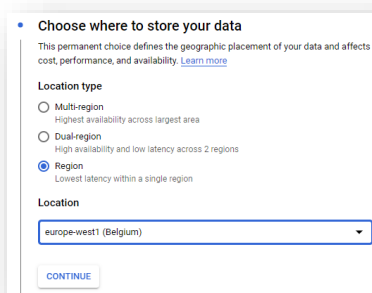 Choose where to store your data
This permanent choice defines the geographic placement of your data and affects
cost, performance, and availability. Learn more
Location type
Multi-region
Highest availability across largest area
Dual-region
High availability and low latency across 2 regions
Region
Lowest latency within a single region
Location
europe-west1 (Belgium)
CONTINUE